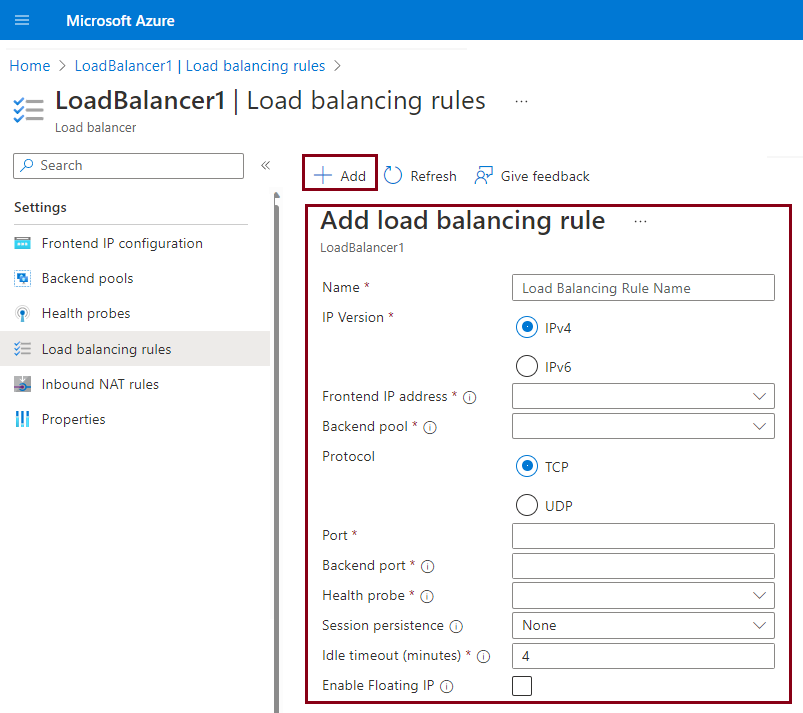 Microsoft Azure
Home > LoadBalancer1 | Load balancing rules >
LoadBalancer1 | Load balancing rules ...
Load balancer
Search «
Add Refresh Give feedback
Settings
Frontend IP configuration
Backend pools
Health probes
Load balancing rules
Inbound NAT rules
Properties
Add load balancing rule ...
LoadBalancer1
Name * Load Balancing Rule Name
IP Version * IPv4
IPv6
Frontend IP address *
Backend pool *
Protocol TCP
UDP
Port *
Backend port *
Health probe *
Session persistence None
Idle timeout (minutes) * 4
Enable Floating IP